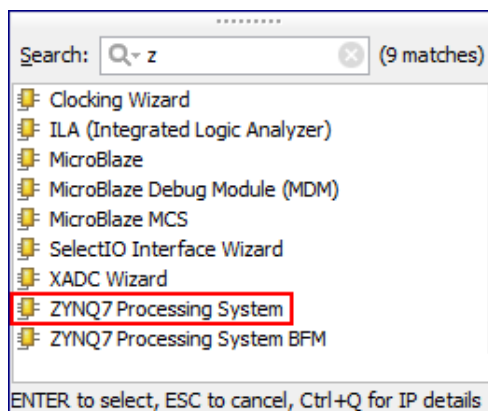 Search: z (9 matches)
Clocking Wizard
ILA (Integrated Logic Analyzer)
MicroBlaze
MicroBlaze Debug Module (MDM)
MicroBlaze MCS
SelectIO Interface Wizard
XADC Wizard
ZYNQ7 Processing System
ZYNQ7 Processing System BFM
ENTER to select, ESC to cancel, Ctrl+Q for IP details